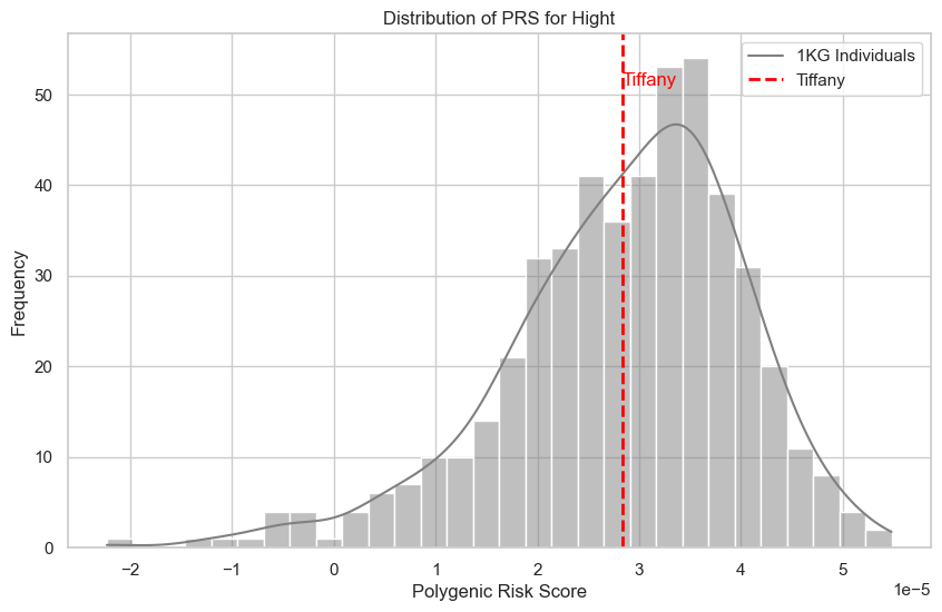 Distribution of PRS for Hight
1KG Individuals
Tiffany
Tiffany
Frequency
50
40
30
20
10
0
−2
−1
0
1
2
3
4
5
1e−5
Polygenic Risk Score